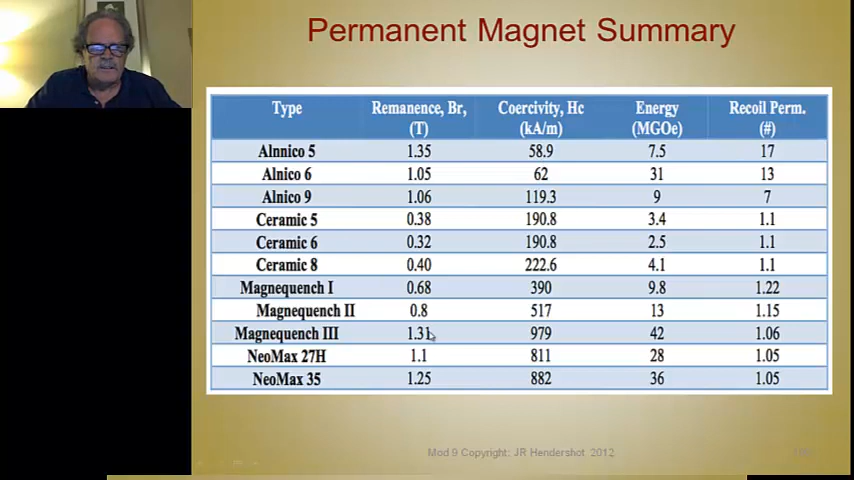 Permanent Magnet Summary
Type Remanence, Br, (T) Coercivity, Hc (kA/m) Energy (MGOe) Recoil Perm. (#)
Alnnico 5 1.35 58.9 7.5 17
Alnico 6 1.05 62 31 13
Alnico 9 1.06 119.3 9 7
Ceramic 5 0.38 190.8 3.4 1.1
Ceramic 6 0.32 190.8 2.5 1.1
Ceramic 8 0.40 222.6 4.1 1.1
Magnequench I 0.68 390 9.8 1.22
Magnequench II 0.8 517 13 1.15
Magnequench III 1.31 979 42 1.06
NeoMax 27H 1.1 811 28 1.05
NeoMax 35 1.25 882 36 1.05
Mod 9 Copyright: JR Hendershot 2012